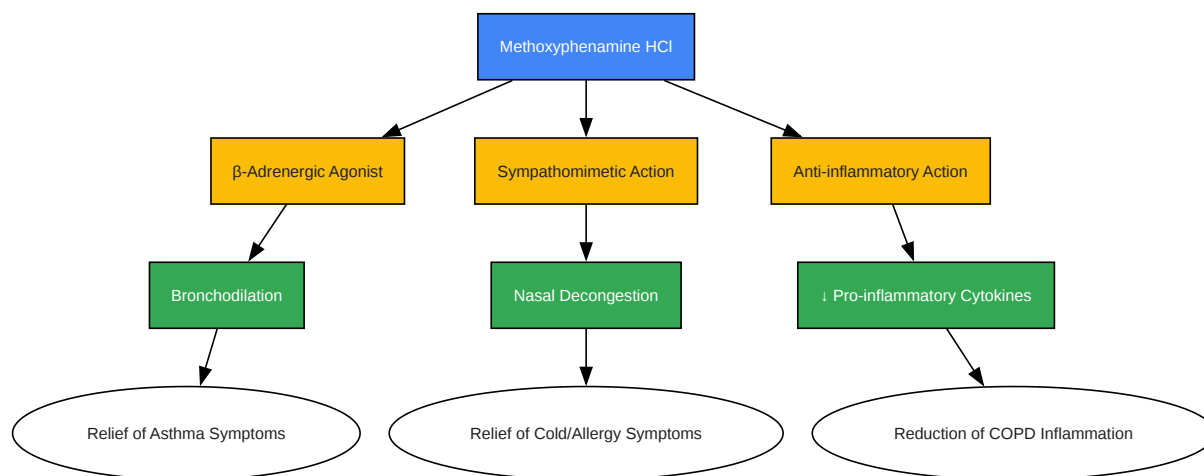 Methoxyphenamine HCl
β-Adrenergic Agonist
Sympathomimetic Action
Anti-inflammatory Action
Bronchodilation
Nasal Decongestion
↓ Pro-inflammatory Cytokines
Relief of Asthma Symptoms
Relief of Cold/Allergy Symptoms
Reduction of COPD Inflammation